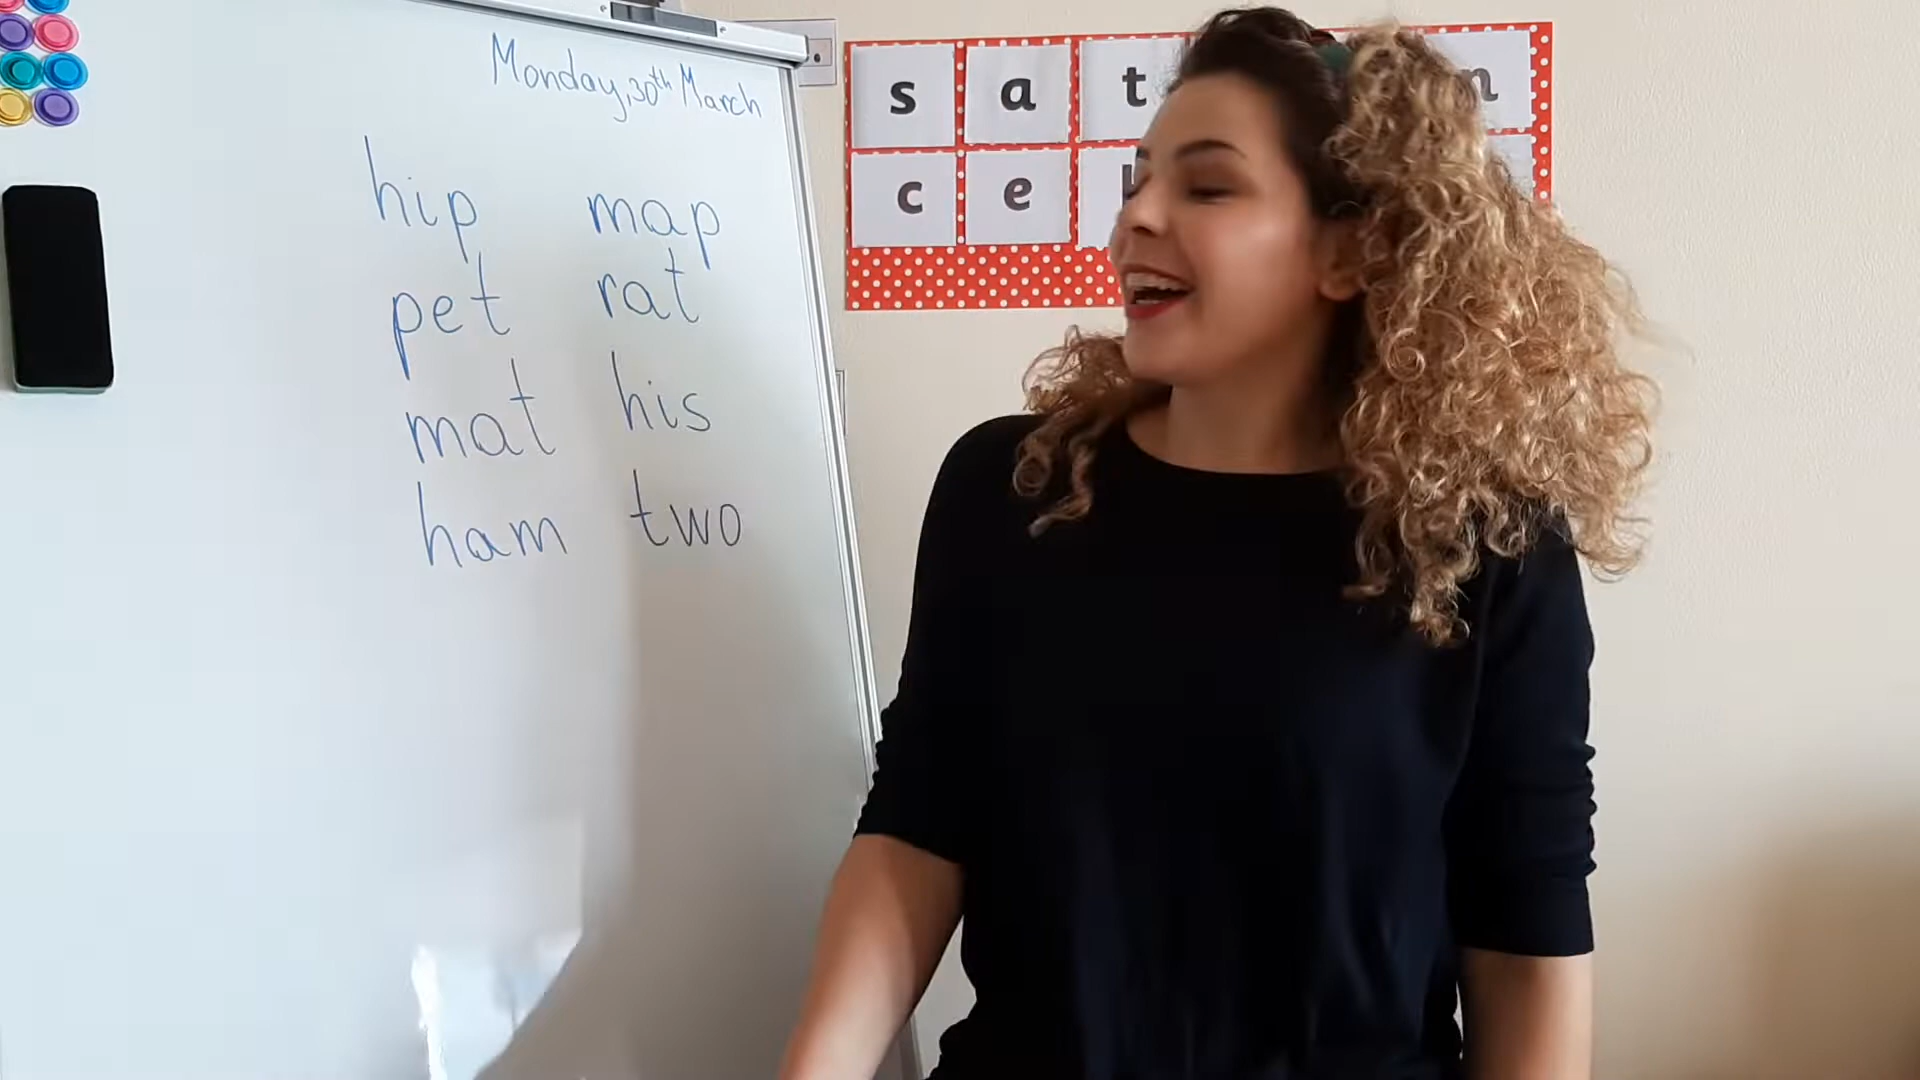 Monday, 30th March
hip map
pet rat
mat his
ham two
s a t n
c e